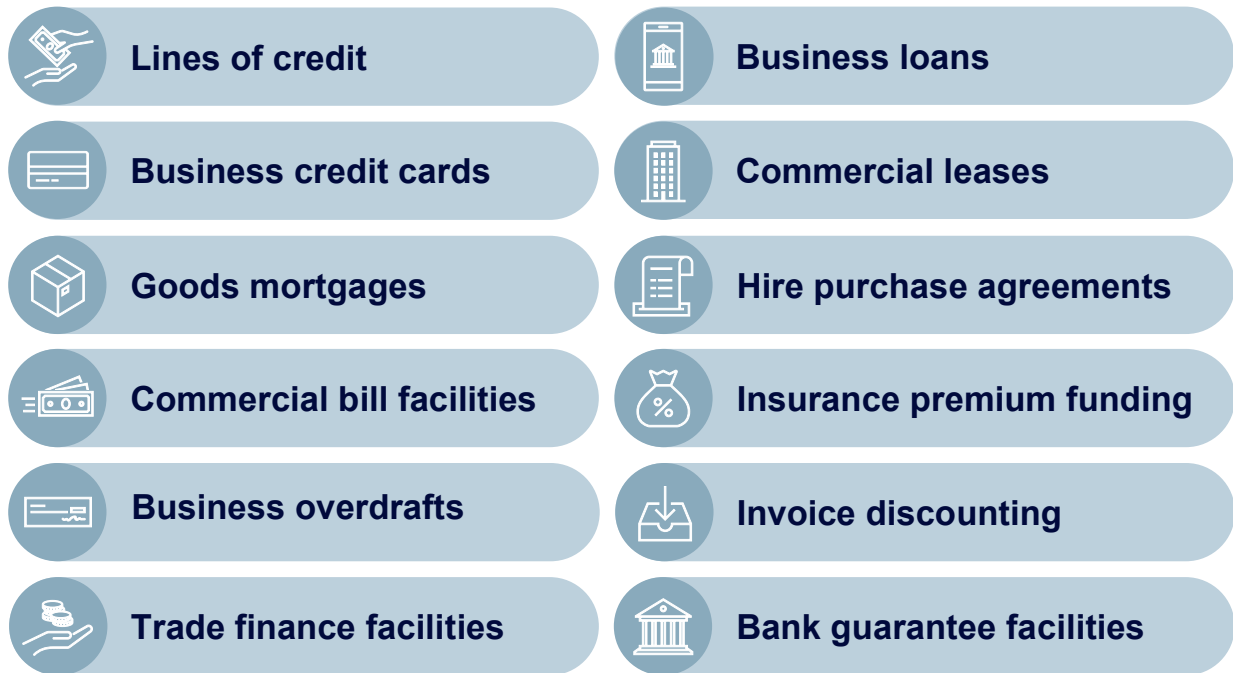 Lines of credit
Business loans
Business credit cards
Commercial leases
Goods mortgages
Hire purchase agreements
Commercial bill facilities
Insurance premium funding
Business overdrafts
Invoice discounting
Trade finance facilities
Bank guarantee facilities